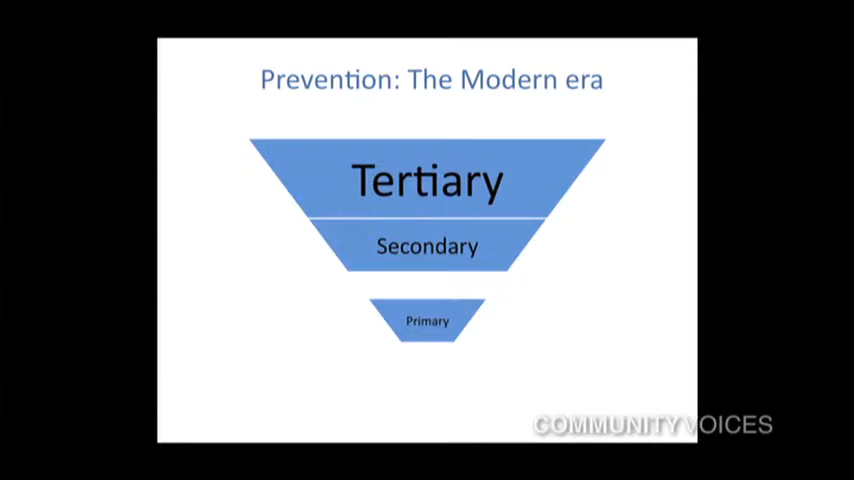 Prevention: The Modern era
Tertiary
Secondary
Primary
COMMUNITY VOICES